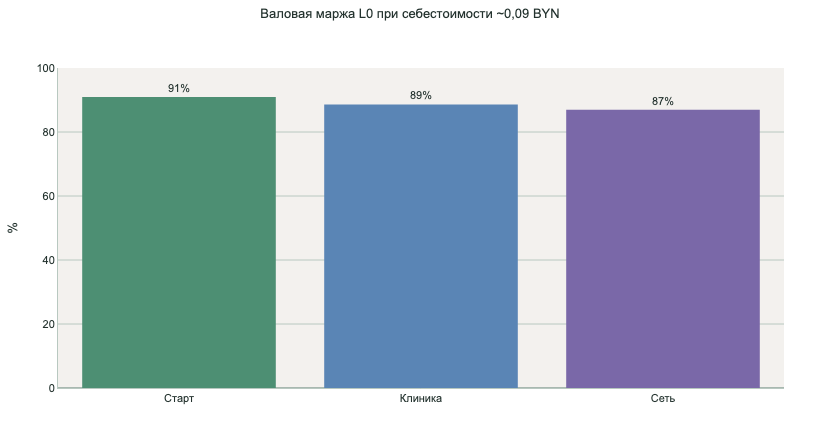 Валовая маржа L0 при себестоимости ~0,09 BYN
100
80
60
40
20
0
%
91%
89%
87%
Старт
Клиника
Сеть